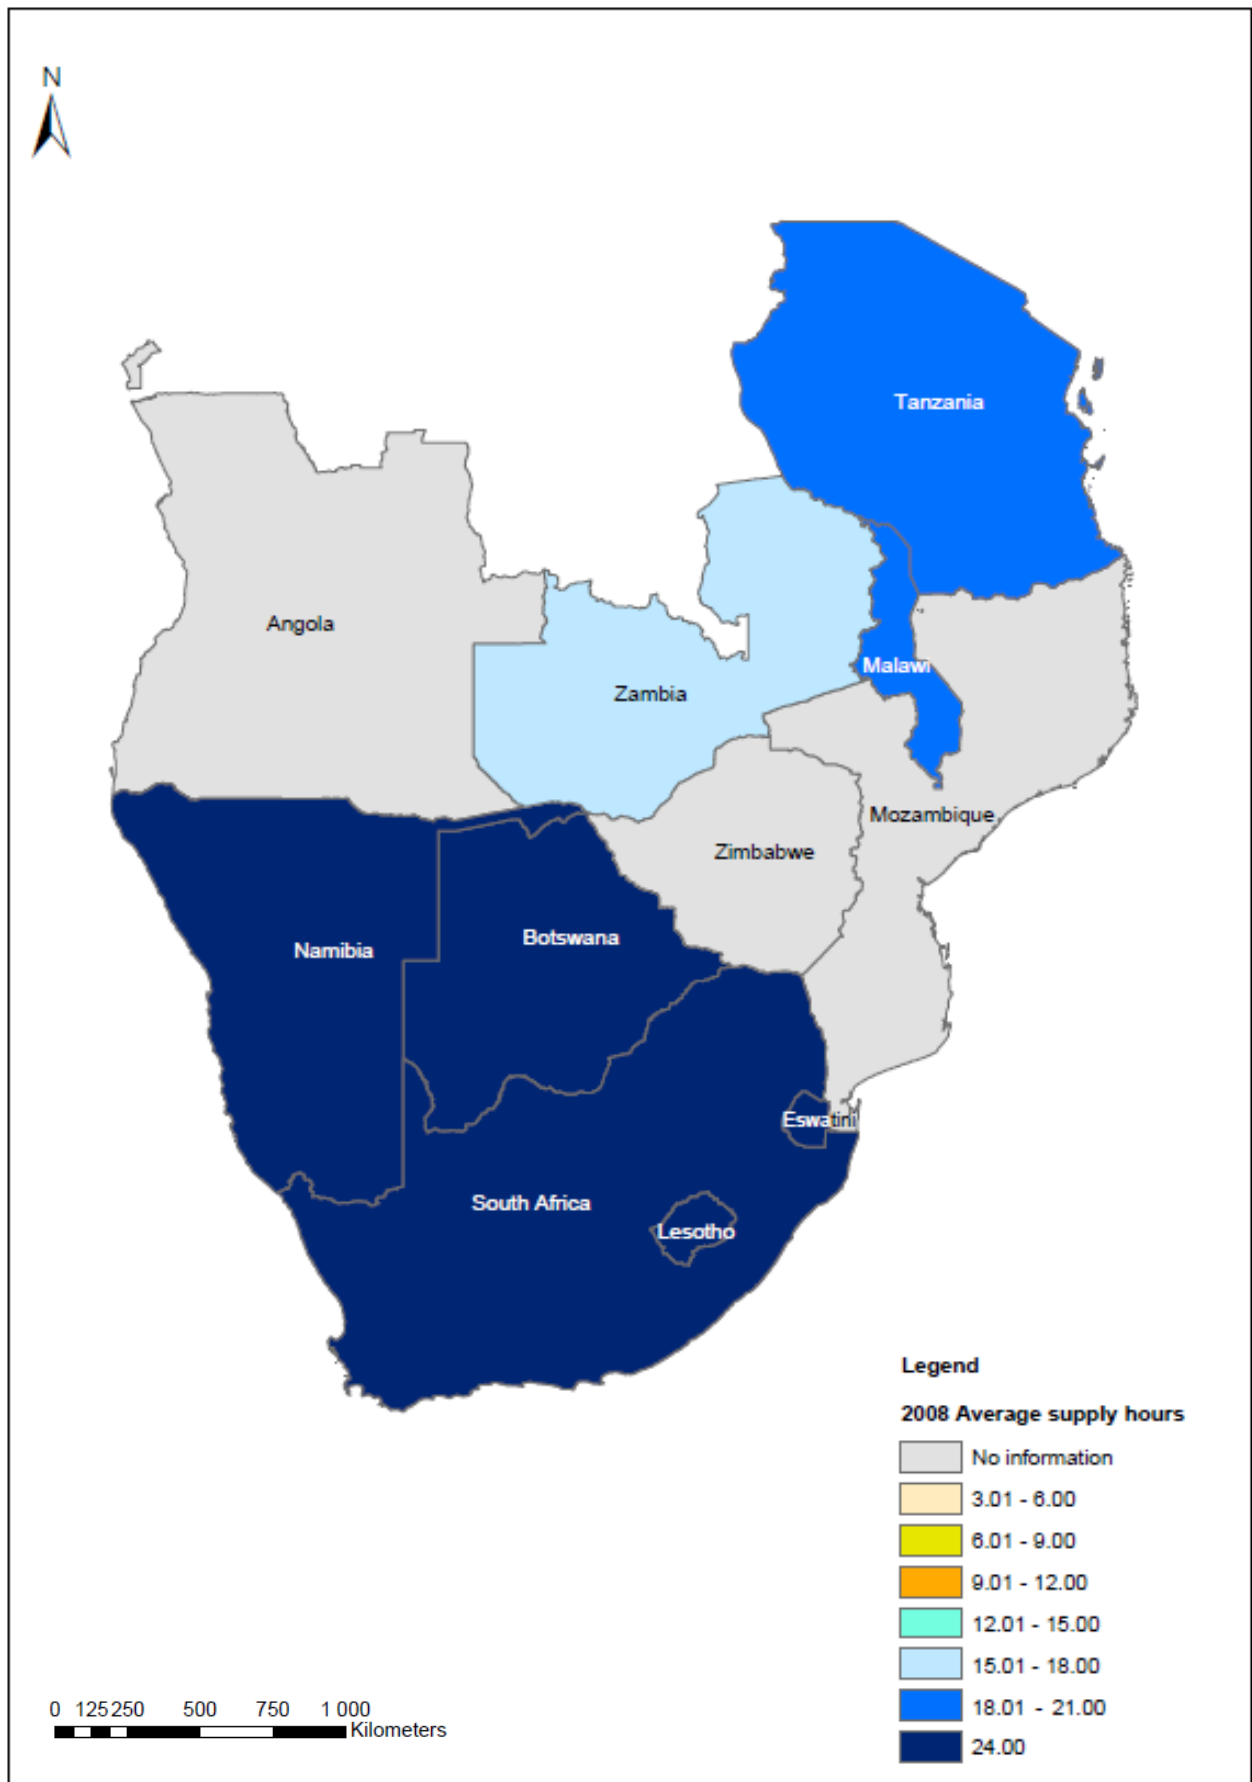 N
Tanzania
Angola
Malawi
Zambia
Mozambique
Zimbabwe
Botswana
Namibia
Eswatini
South Africa
Lesotho
Legend
2008 Average supply hours
No information
3.01 - 6.00
6.01 - 9.00
9.01 - 12.00
12.01 - 15.00
15.01 - 18.00
18.01 - 21.00
24.00
0 125 250 500 750 1 000
Kilometers